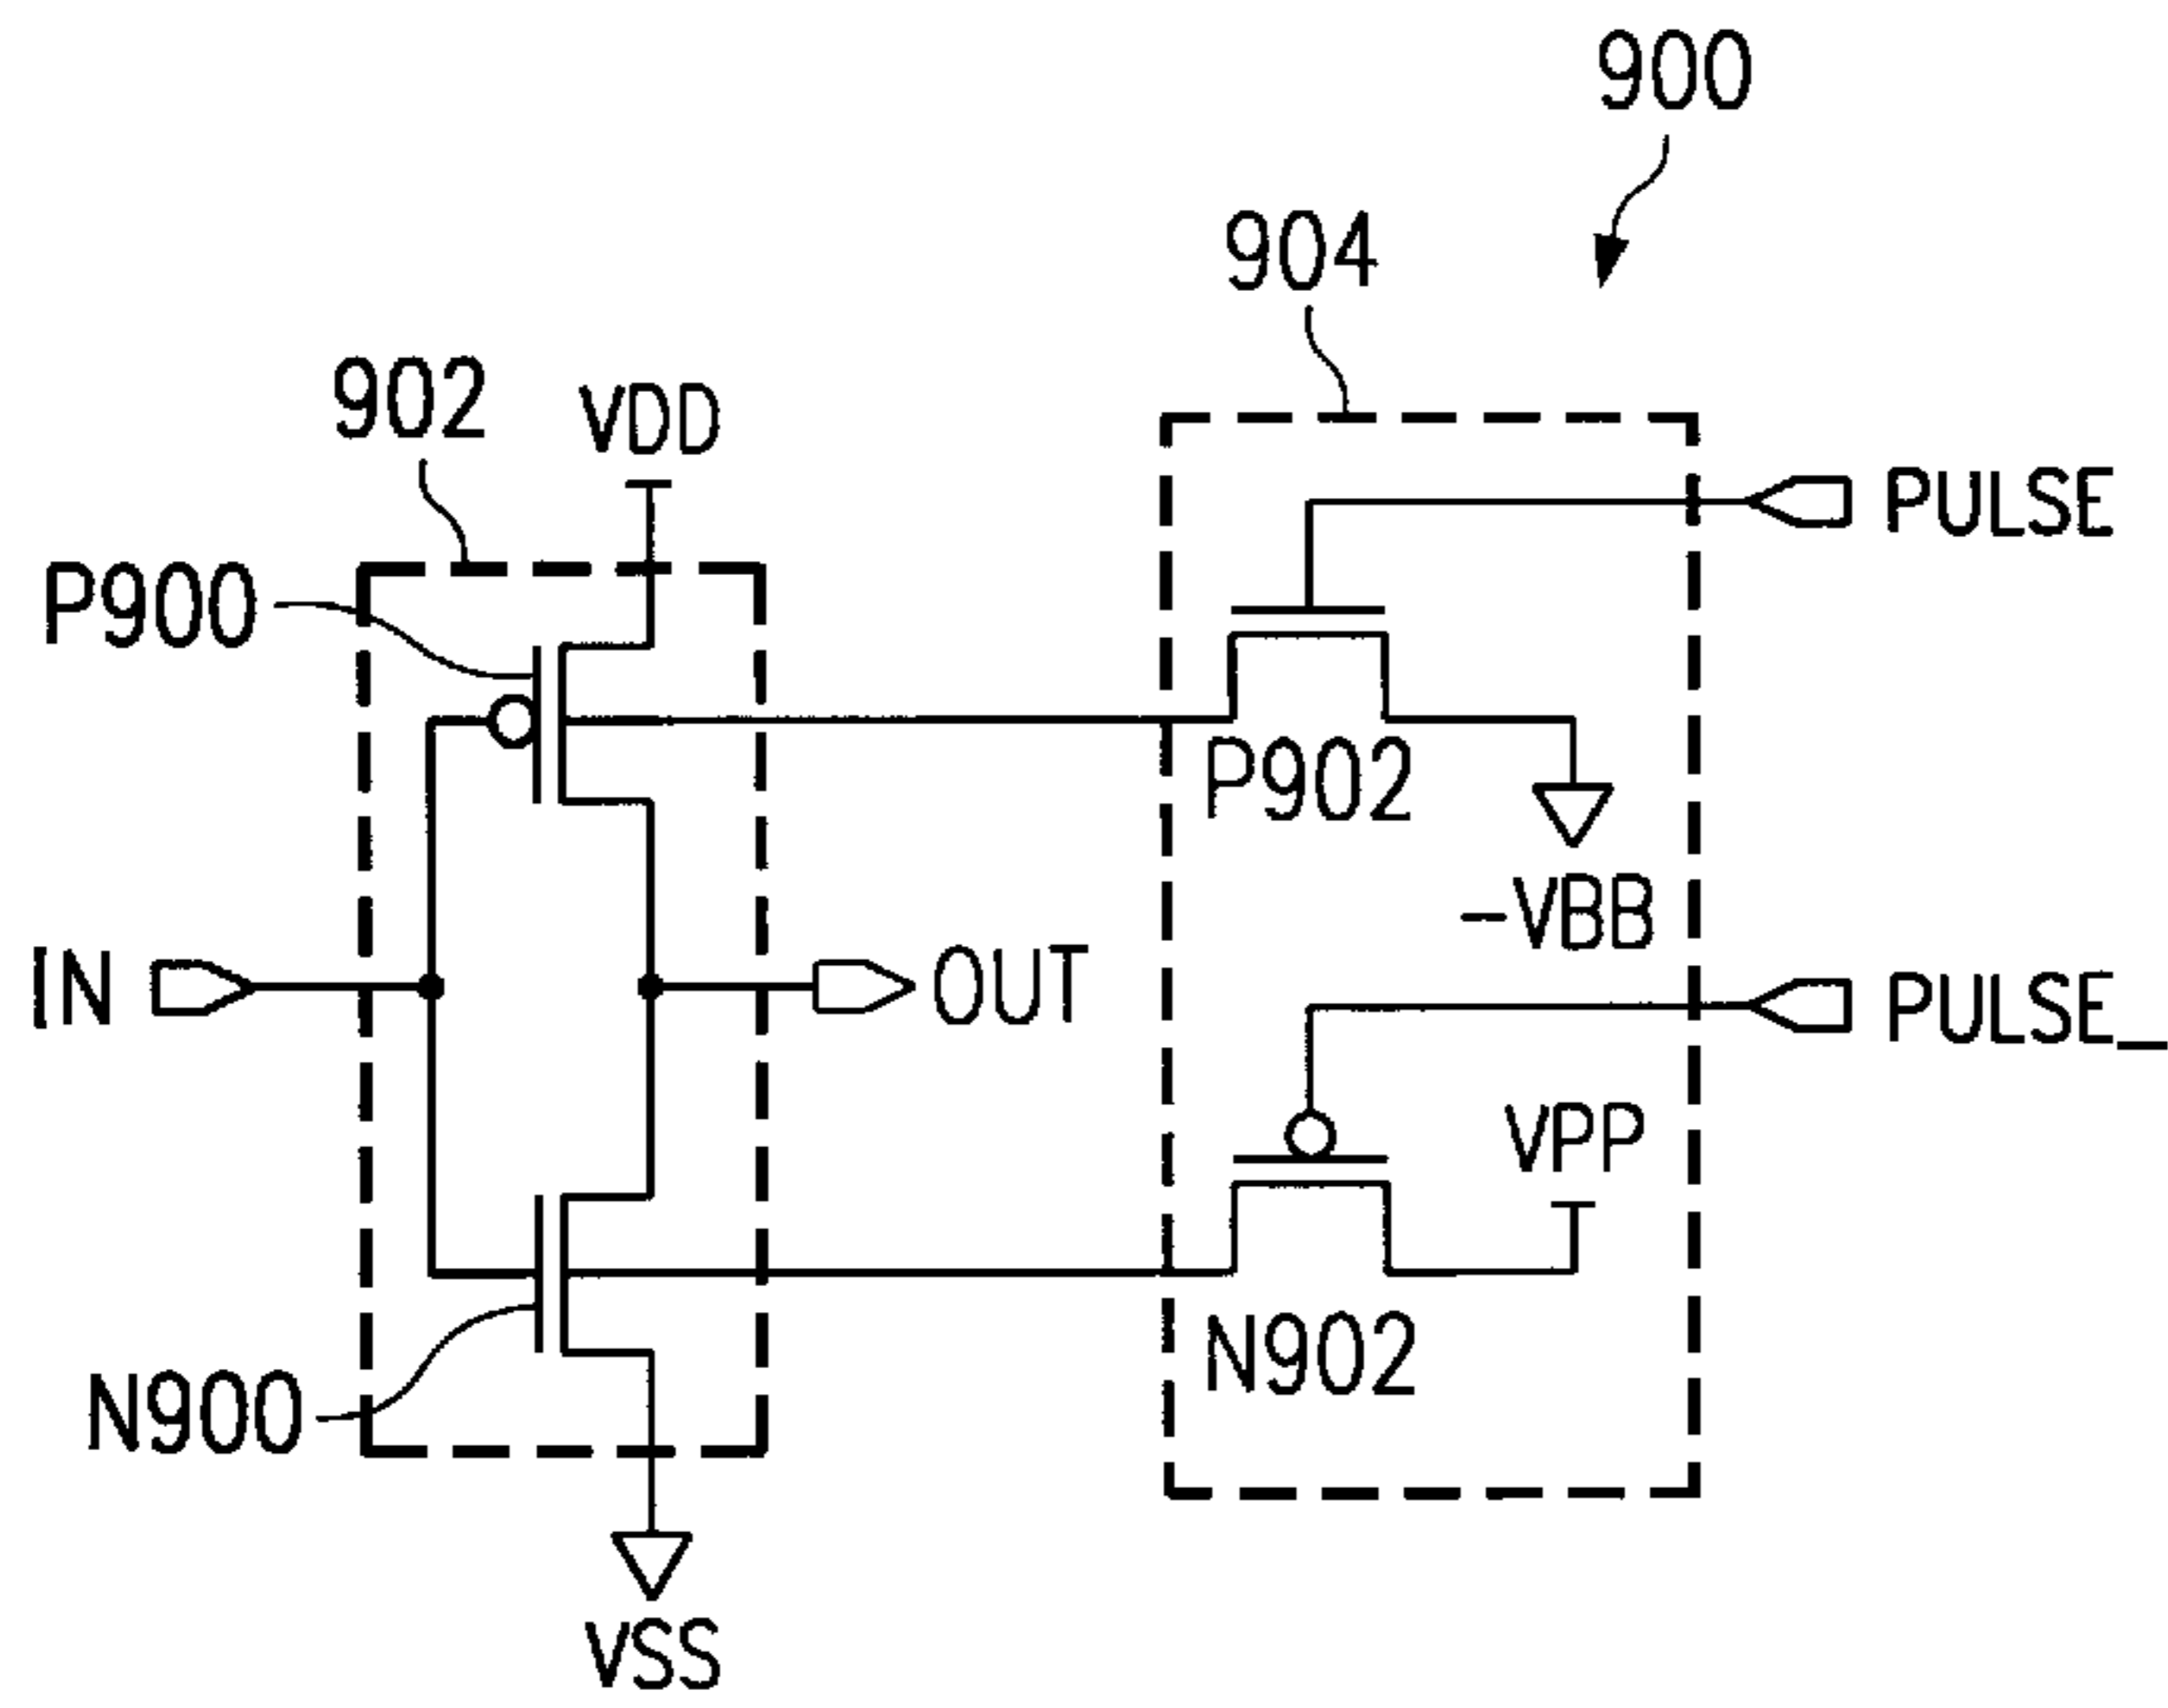 900
904
902
VDD
PULSE
P900
P902
-VBB
IN
OUT
PULSE_
VPP
N902
N900
VSS